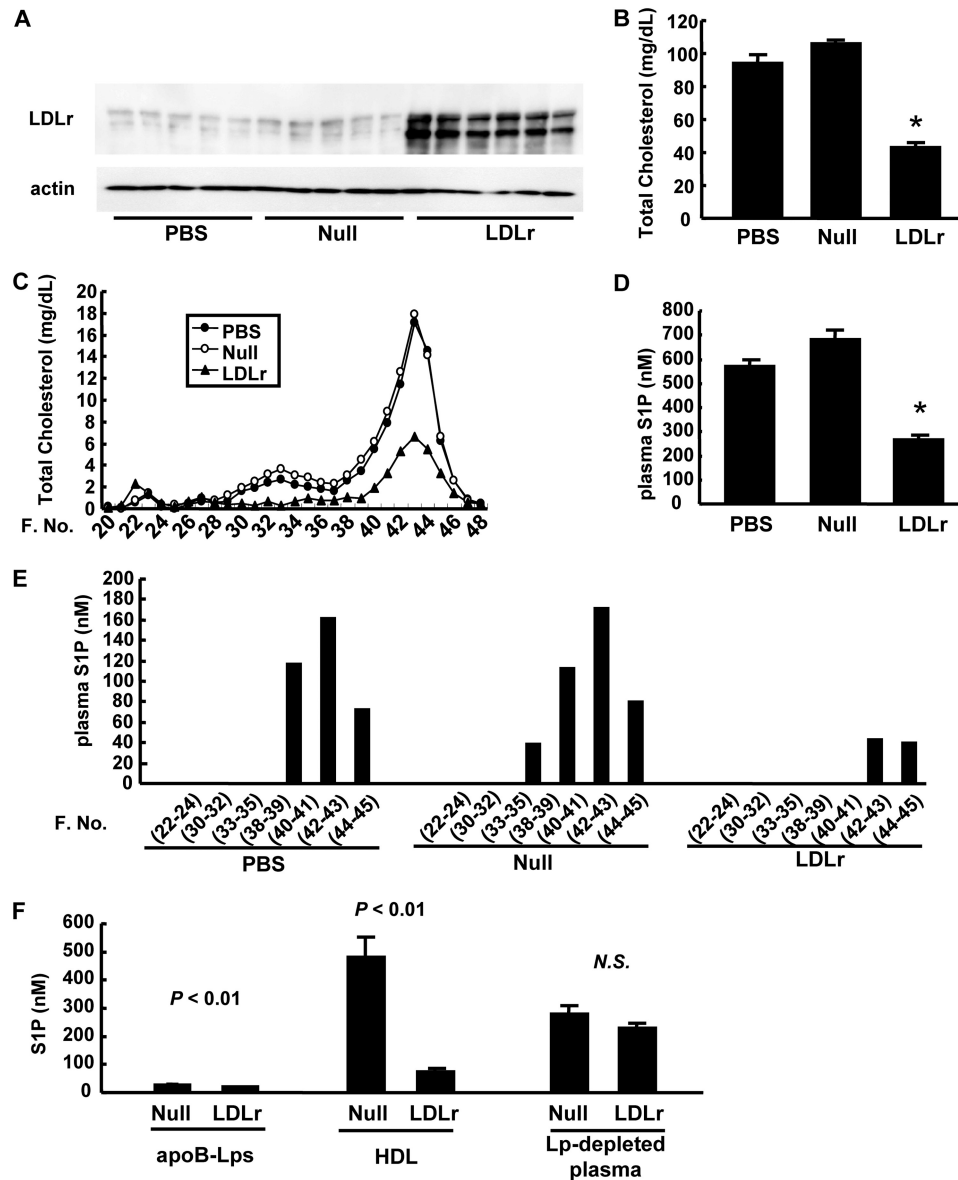 A
LDLr
actin
PBS Null LDLr
B
Total Cholesterol (mg/dL)
120
100
80
60
40
20
0
*
PBS Null LDLr
C
Total Cholesterol (mg/dL)
20
18
16
14
12
10
8
6
4
2
0
PBS
Null
LDLr
F. No. 20 22 24 26 28 30 32 34 36 38 40 42 44 46 48
D
plasma S1P (nM)
800
700
600
500
400
300
200
100
0
*
PBS Null LDLr
E
plasma S1P (nM)
200
180
160
140
120
100
80
60
40
20
0
F. No. (22-24) (30-32) (33-35) (38-39) (40-41) (42-43) (44-45) (22-24) (30-32) (33-35) (38-39) (40-41) (42-43) (44-45) (22-24) (30-32) (33-35) (38-39) (40-41) (42-43) (44-45)
PBS Null LDLr
F
S1P (nM)
600
500
400
300
200
100
0
P < 0.01
P < 0.01
N.S.
Null LDLr Null LDLr Null LDLr
apoB-Lps HDL Lp-depleted
plasma